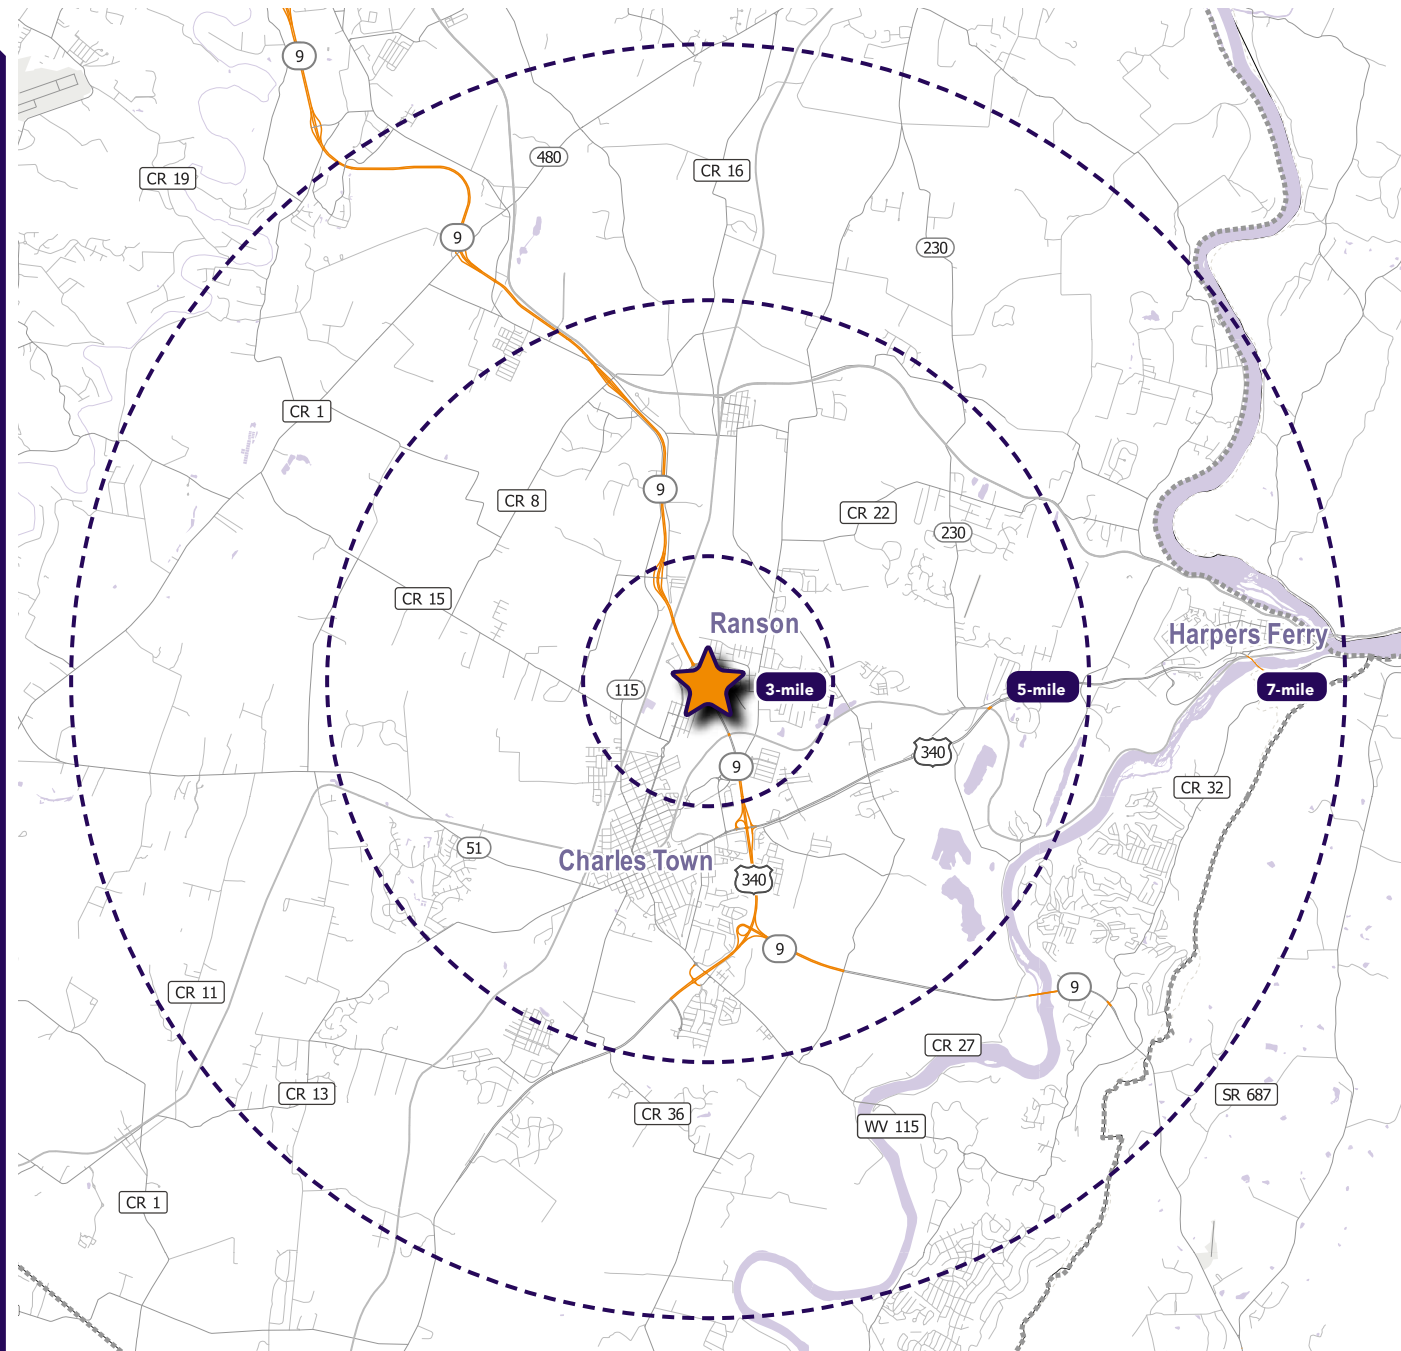 9
480
CR 16
CR 19
9
230
CR 1
9
CR 8
CR 22
230
CR 15
Ranson
Harpers Ferry
115
3-mile
5-mile
7-mile
340
9
CR 32
51
Charles Town
340
9
9
CR 11
CR 27
CR 13
SR 687
CR 36
WV 115
CR 1